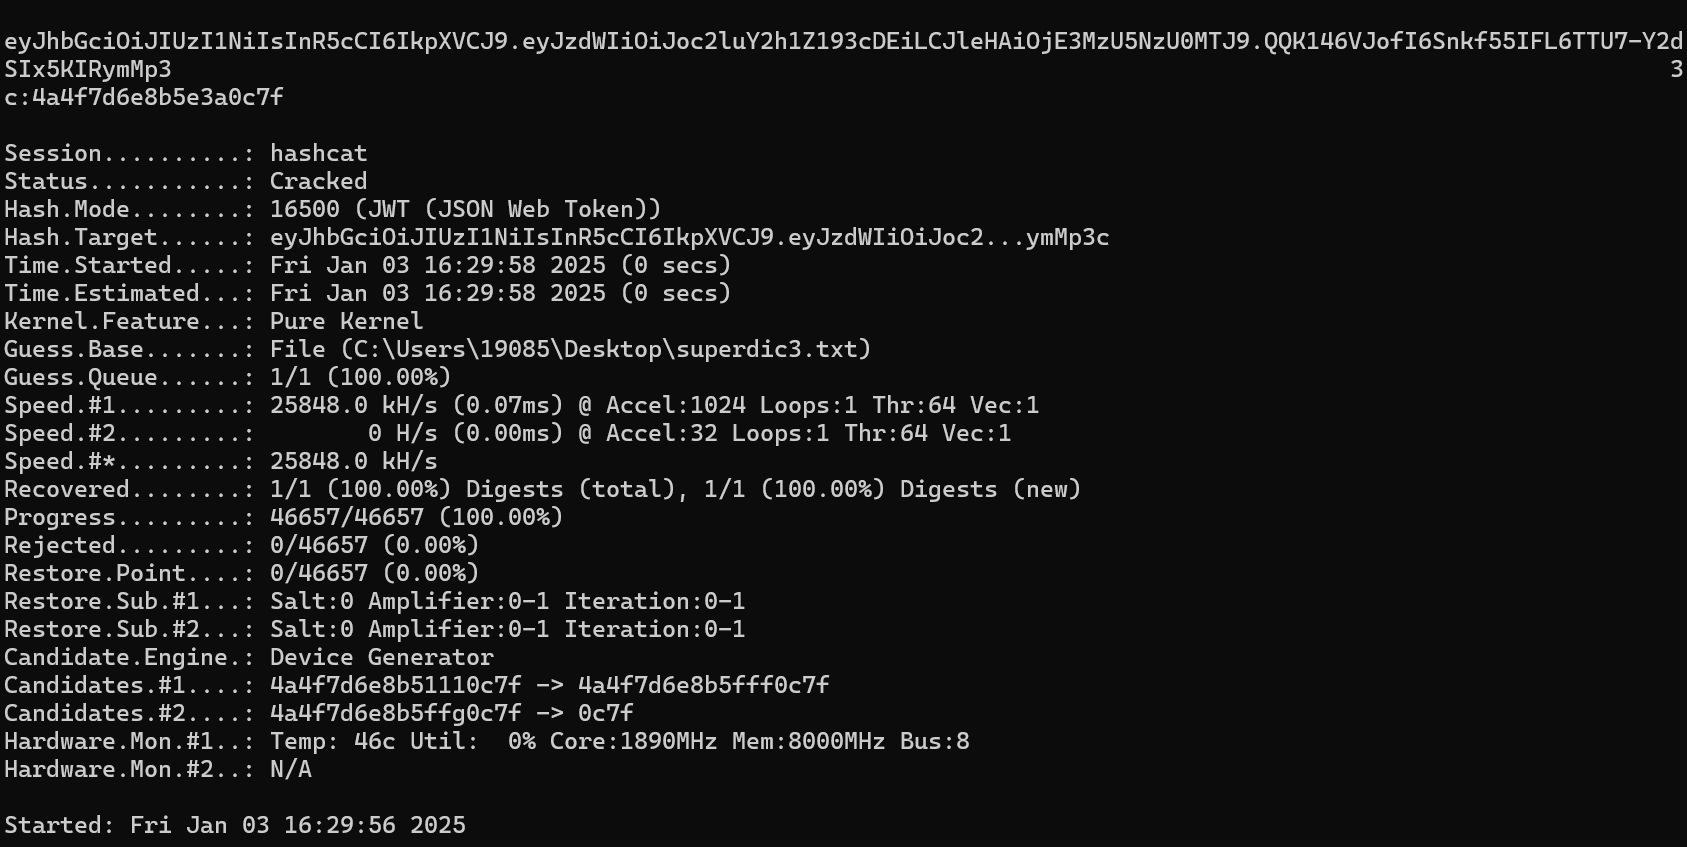 eyJhbGciOiJIUzI1NiIsInR5cCI6IkpXVCJ9.eyJzdWIiOiJoc2luY2h1Z193cDEiLCJleHAiOjE3MzU5NzU0MTJ9.QQK146VJofI6Snkf55IFL6TTU7-Y2d
SIx5KIRymMp3 3
c:4a4f7d6e8b5e3a0c7f
Session..........: hashcat
Status...........: Cracked
Hash.Mode........: 16500 (JWT (JSON Web Token))
Hash.Target......: eyJhbGciOiJIUzI1NiIsInR5cCI6IkpXVCJ9.eyJzdWIiOiJoc2...ymMp3c
Time.Started.....: Fri Jan 03 16:29:58 2025 (0 secs)
Time.Estimated...: Fri Jan 03 16:29:58 2025 (0 secs)
Kernel.Feature...: Pure Kernel
Guess.Base.......: File (C:\Users\19085\Desktop\superdic3.txt)
Guess.Queue......: 1/1 (100.00%)
Speed.#1.........: 25848.0 kH/s (0.07ms) @ Accel:1024 Loops:1 Thr:64 Vec:1
Speed.#2.........:        0 H/s (0.00ms) @ Accel:32 Loops:1 Thr:64 Vec:1
Speed.#*.........: 25848.0 kH/s
Recovered........: 1/1 (100.00%) Digests (total), 1/1 (100.00%) Digests (new)
Progress.........: 46657/46657 (100.00%)
Rejected.........: 0/46657 (0.00%)
Restore.Point....: 0/46657 (0.00%)
Restore.Sub.#1...: Salt:0 Amplifier:0-1 Iteration:0-1
Restore.Sub.#2...: Salt:0 Amplifier:0-1 Iteration:0-1
Candidate.Engine.: Device Generator
Candidates.#1....: 4a4f7d6e8b51110c7f -> 4a4f7d6e8b5fff0c7f
Candidates.#2....: 4a4f7d6e8b5ffg0c7f -> 0c7f
Hardware.Mon.#1..: Temp: 46c Util:  0% Core:1890MHz Mem:8000MHz Bus:8
Hardware.Mon.#2..: N/A
Started: Fri Jan 03 16:29:56 2025